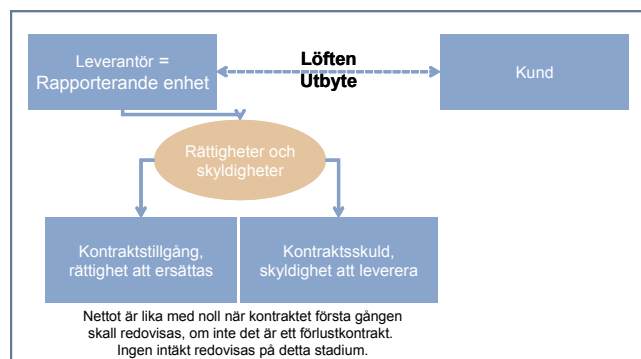 Leverantör =
Rapporterande enhet
Löften
Utbyte
Kund
Rättigheter och
skyldigheter
Kontraktstillgång,
rättighet att ersättas
Kontraktsskuld,
skyldighet att leverera
Nettot är lika med noll när kontraktet första gången
skall redovisas, om inte det är ett förlustkontrakt.
Ingen intäkt redovisas på detta stadium.